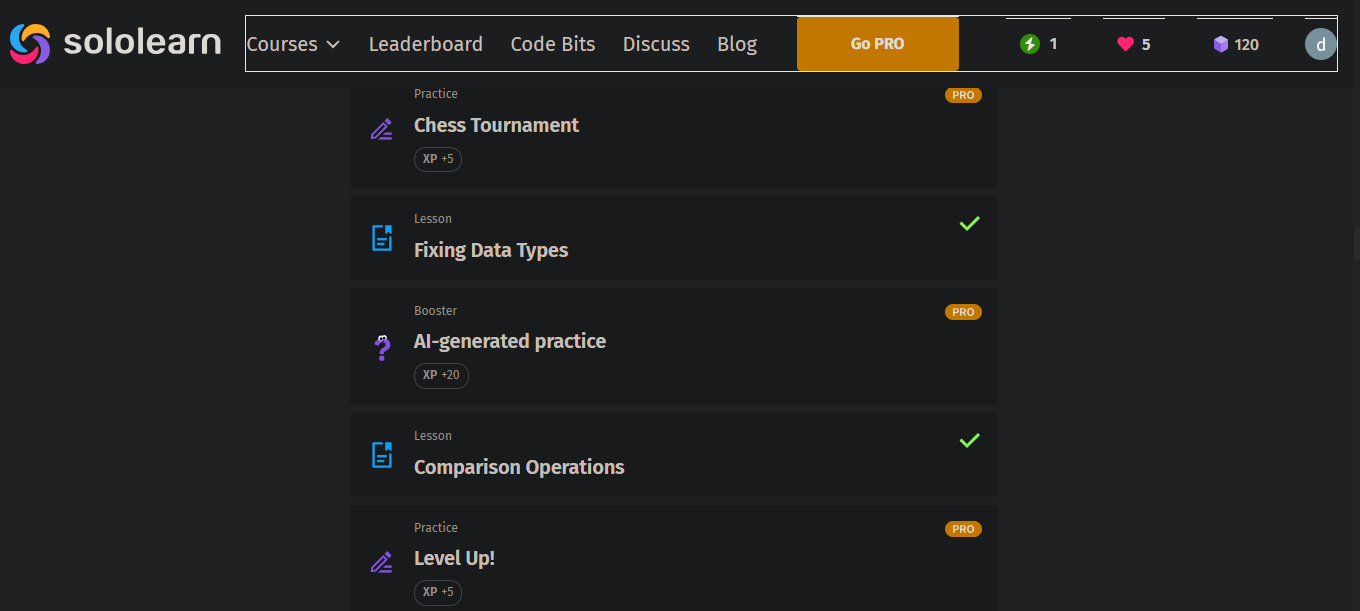 sololearn
Courses Leaderboard Code Bits Discuss Blog Go PRO 1 5 120 d
Practice PRO
Chess Tournament
XP +5
Lesson
Fixing Data Types
Booster PRO
AI-generated practice
XP +20
Lesson
Comparison Operations
Practice PRO
Level Up!
XP +5